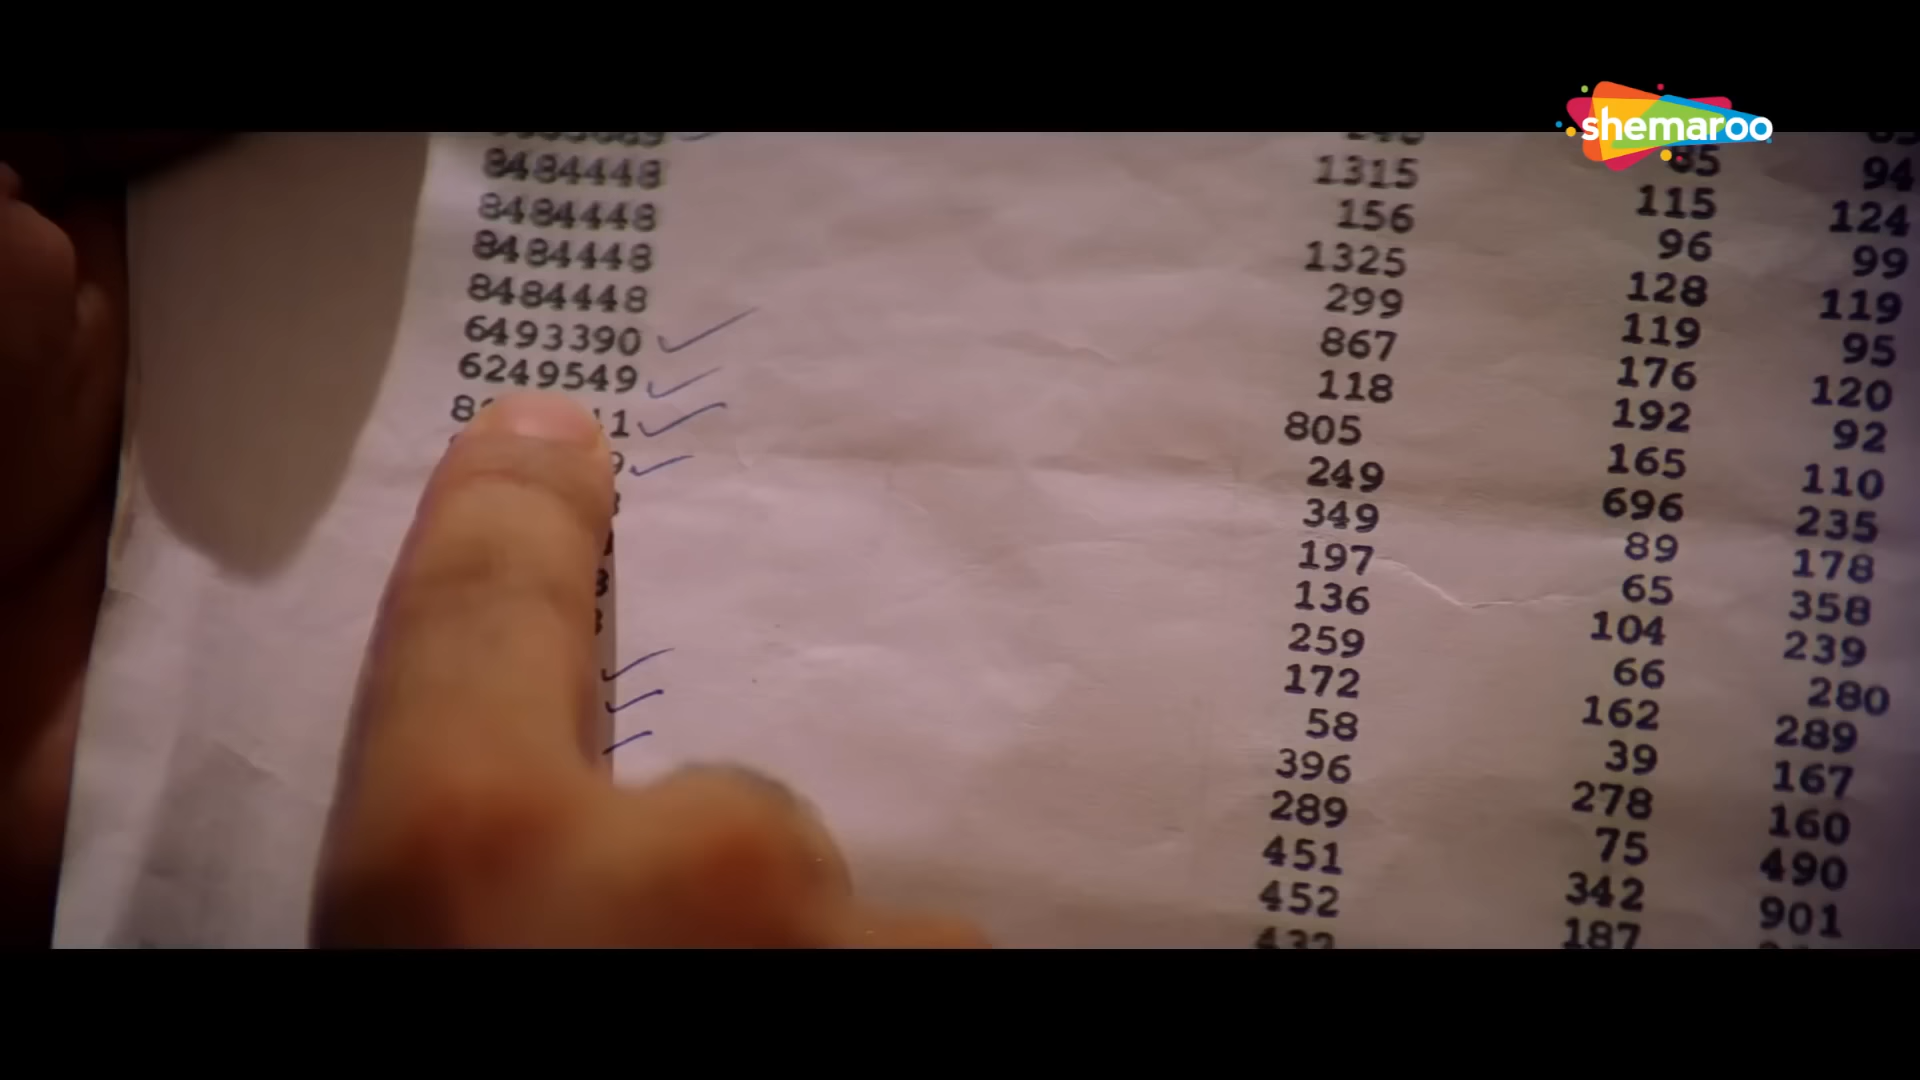 shemaroo
8484448 1315 85 94
8484448 156 115 124
8484448 1325 96 99
8484448 299 128 119
6493390 867 119 95
6249549 118 176 120
805 192 92
249 165 110
349 696 235
197 89 178
136 65 358
259 104 239
172 66 280
58 162 289
396 39 167
289 278 160
451 75 490
452 342 901
187